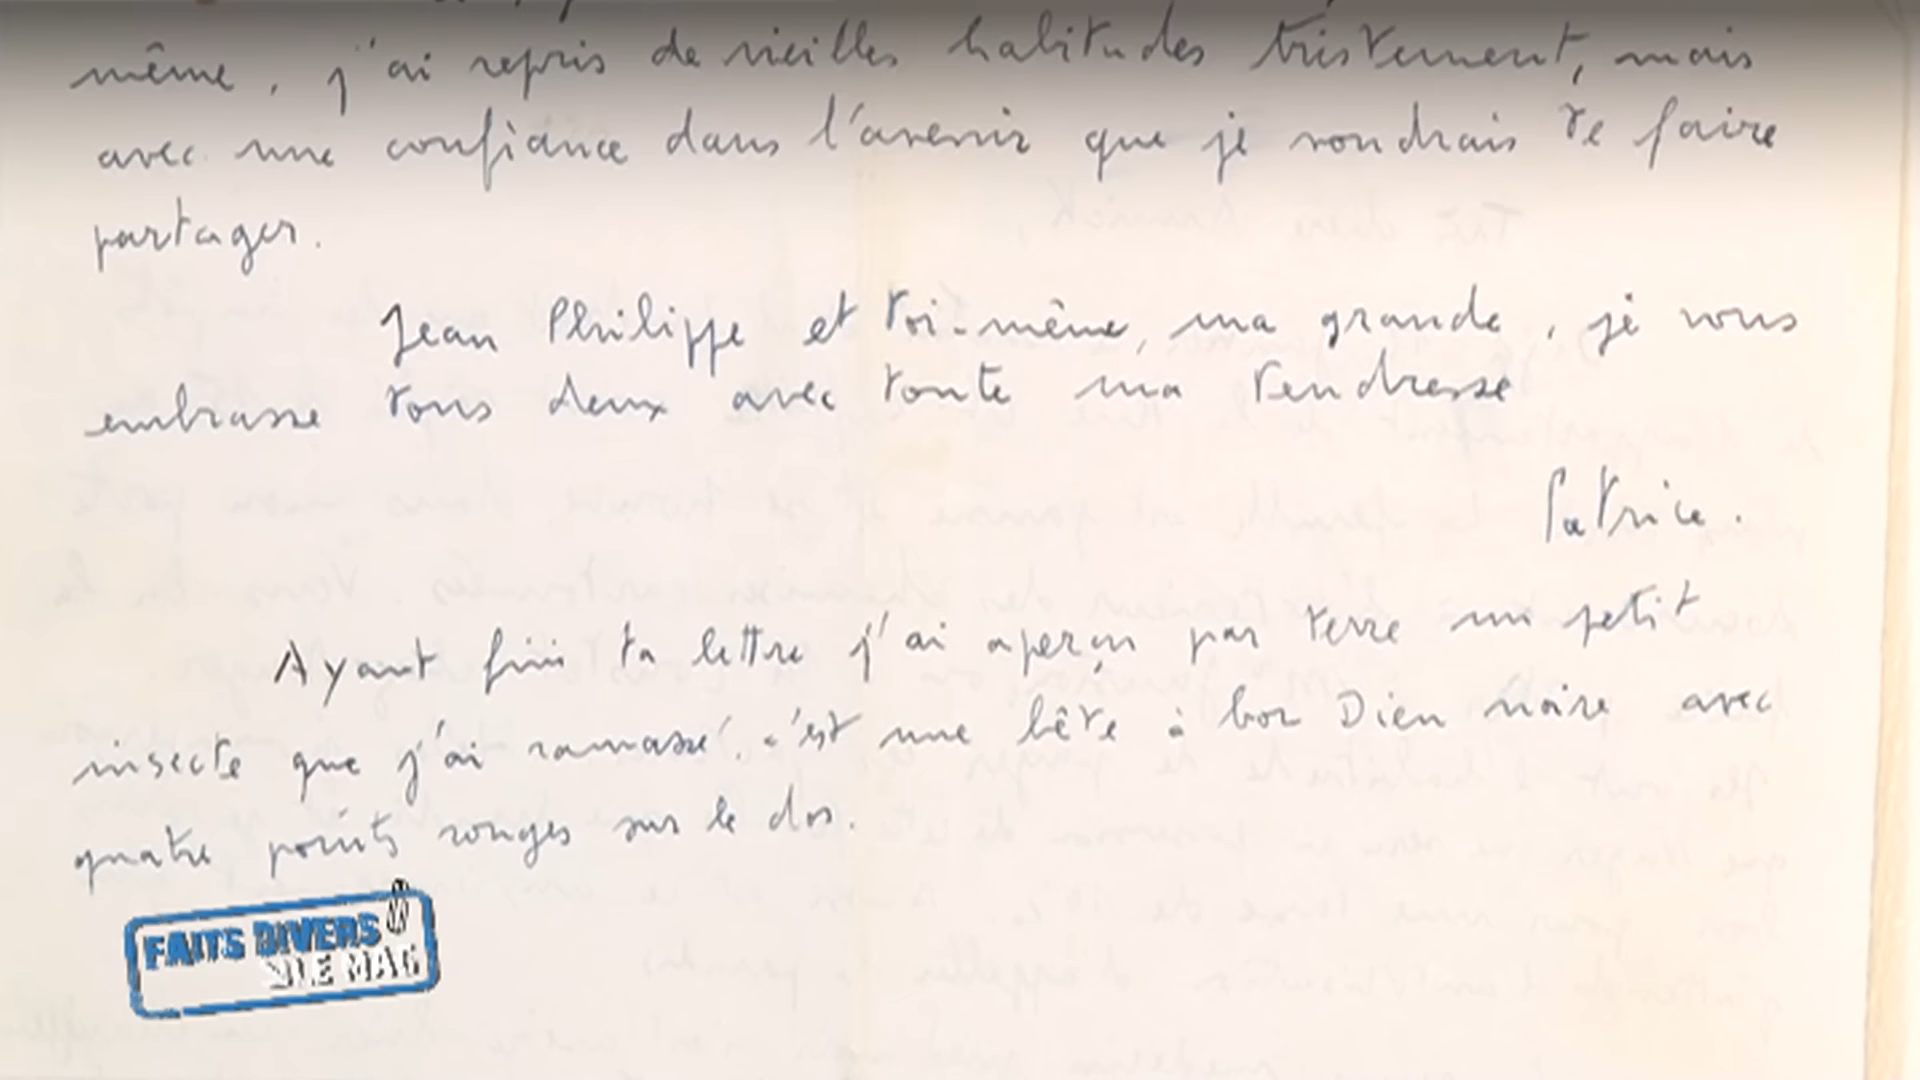 même, j'ai repris de vieilles habitudes tristement, mais
avec une confiance dans l'avenir que je voudrais te faire
partager.
Jean Philippe et toi-même, ma grande, je vous
embrasse tous deux avec toute ma tendresse
Patrice.
Ayant fini ta lettre j'ai aperçu par terre un petit
insecte que j'ai ramassé. c'est une bête à bon Dieu noire avec
quatre points rouges sur le dos.
FAITS DIVERS
LE MAG